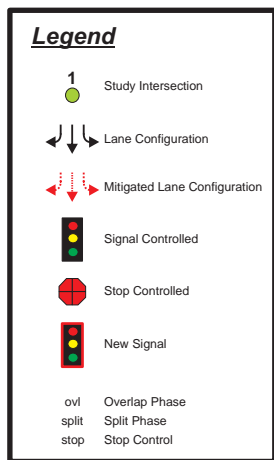 Legend
1
Study Intersection
Lane Configuration
Mitigated Lane Configuration
Signal Controlled
Stop Controlled
New Signal
ovl Overlap Phase
split Split Phase
stop Stop Control